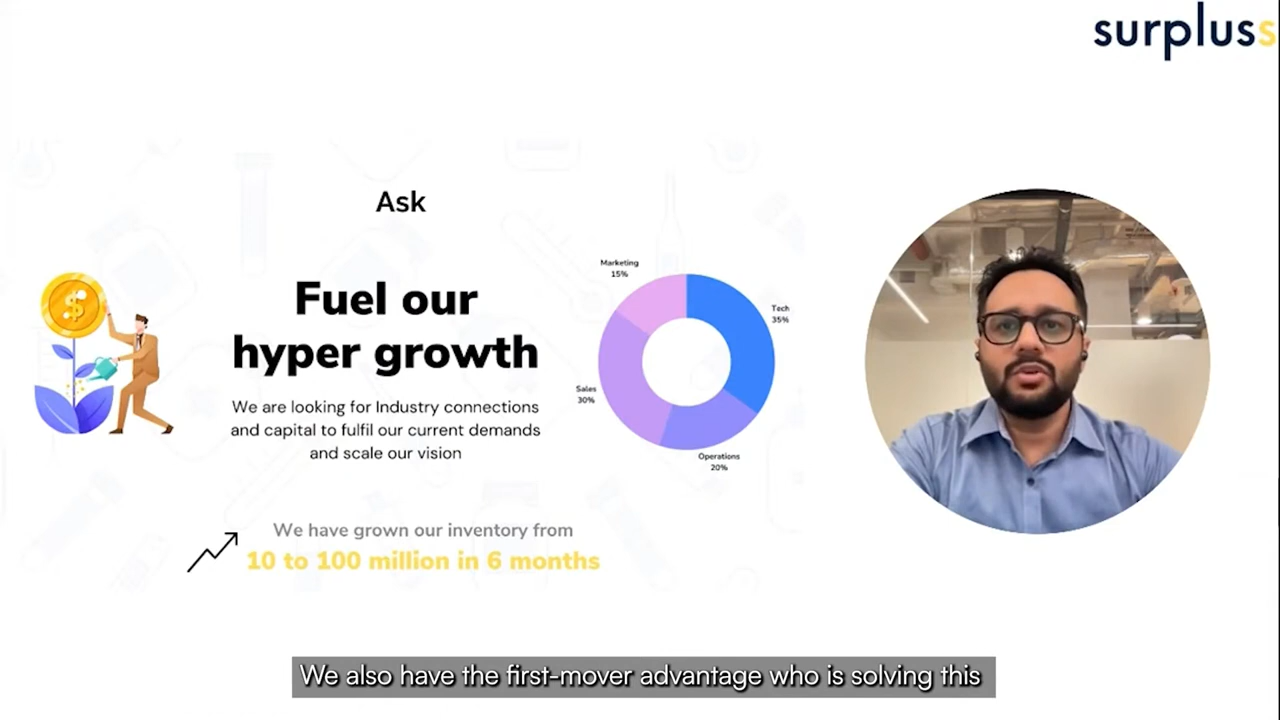 surpluss
Ask
Fuel our
hyper growth
We are looking for Industry connections
and capital to fulfil our current demands
and scale our vision
Marketing
15%
Tech
35%
Sales
30%
Operations
20%
We have grown our inventory from
10 to 100 million in 6 months
We also have the first-mover advantage who is solving this